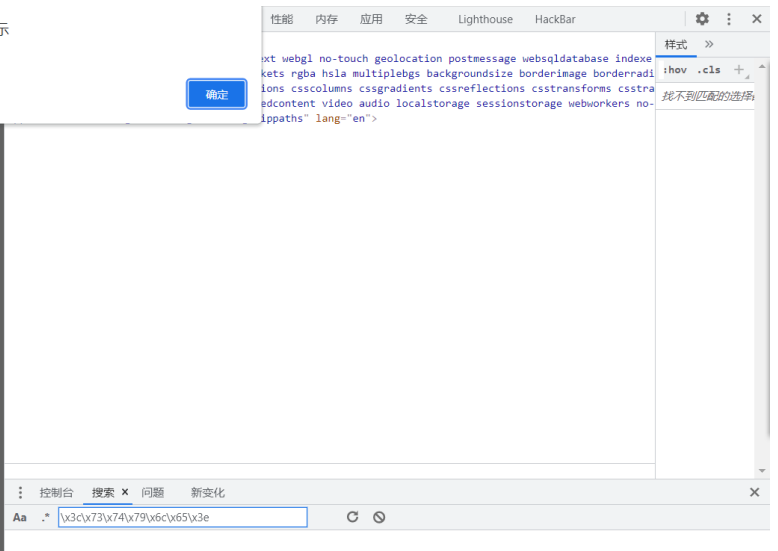 示
确定
性能 内存 应用 安全 Lighthouse HackBar
ext webgl no-touch geolocation postmessage websqldatabase indexe
kets rgba hsla multiplebgs backgroundsize borderimage borderradi
ions csscolumns cssgradients cssreflections csstransforms csstra
edcontent video audio localstorage sessionstorage webworkers no-
ippaths" lang="en">
样式 »
:hov .cls +
找不到匹配的选择
控制台 搜索 × 问题 新变化
Aa .* \x3c\x73\x74\x79\x6c\x65\x3e